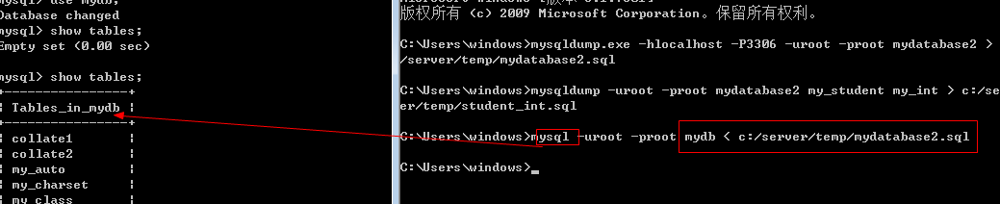 mysql> use mydb;
Database changed
mysql> show tables;
Empty set (0.00 sec)
mysql> show tables;
+----------------+
| Tables_in_mydb |
+----------------+
| collate1       |
| collate2       |
| my_auto        |
| my_charset     |
| my_class       |
版权所有 (c) 2009 Microsoft Corporation。保留所有权利。
C:\Users\windows>mysqldump.exe -hlocalhost -P3306 -uroot -proot mydatabase2 >
/server/temp/mydatabase2.sql
C:\Users\windows>mysqldump -uroot -proot mydatabase2 my_student my_int > c:/se
er/temp/student_int.sql
C:\Users\windows>mysql -uroot -proot mydb < c:/server/temp/mydatabase2.sql
C:\Users\windows>_